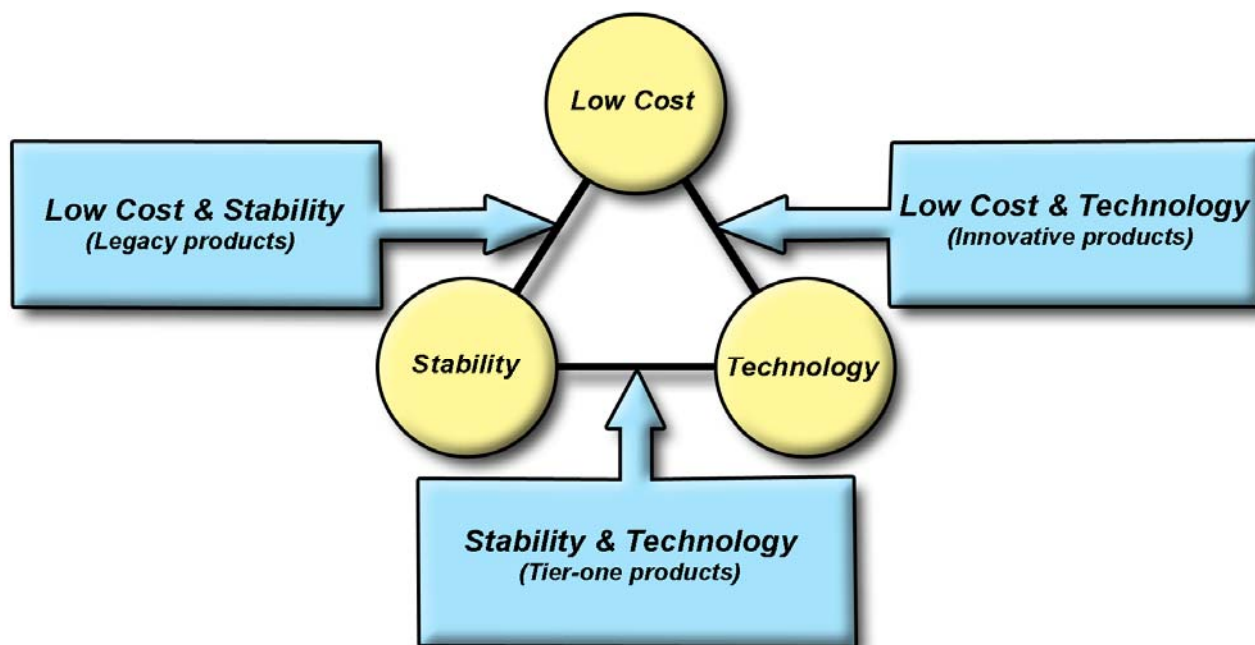 Low Cost
Low Cost & Stability
(Legacy products)
Low Cost & Technology
(Innovative products)
Stability
Technology
Stability & Technology
(Tier-one products)